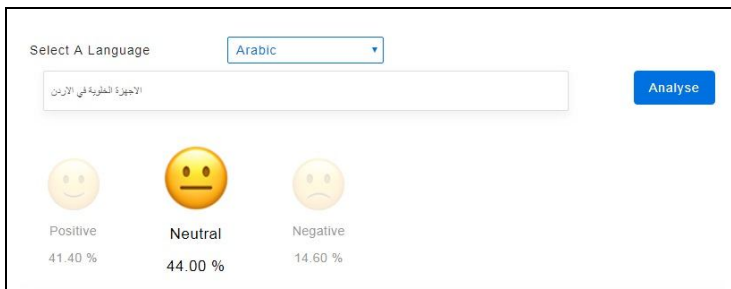 Select A Language
Arabic
الاجهزة الخلوية في الاردن
Analyse
Positive
Neutral
Negative
41.40 %
44.00 %
14.60 %